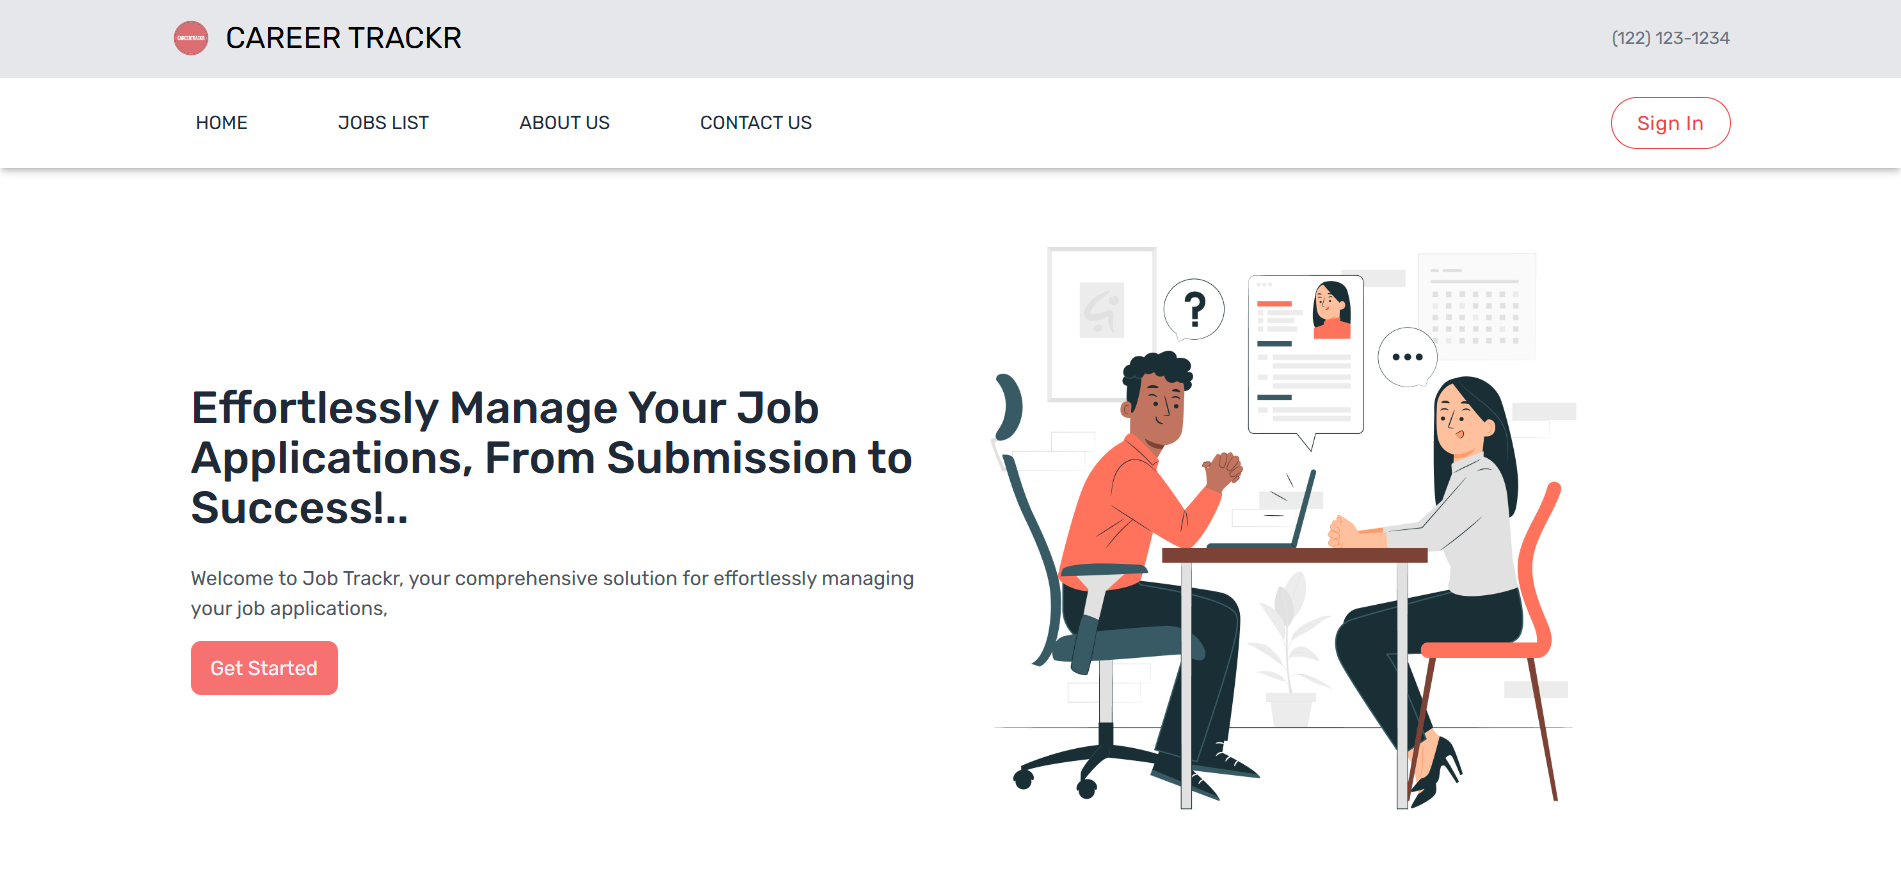 CAREERTRACKR
CAREER TRACKR
(122) 123-1234
HOME
JOBS LIST
ABOUT US
CONTACT US
Sign In
?
Effortlessly Manage Your Job
Applications, From Submission to
Success!..
Welcome to Job Trackr, your comprehensive solution for effortlessly managing
your job applications,
Get Started